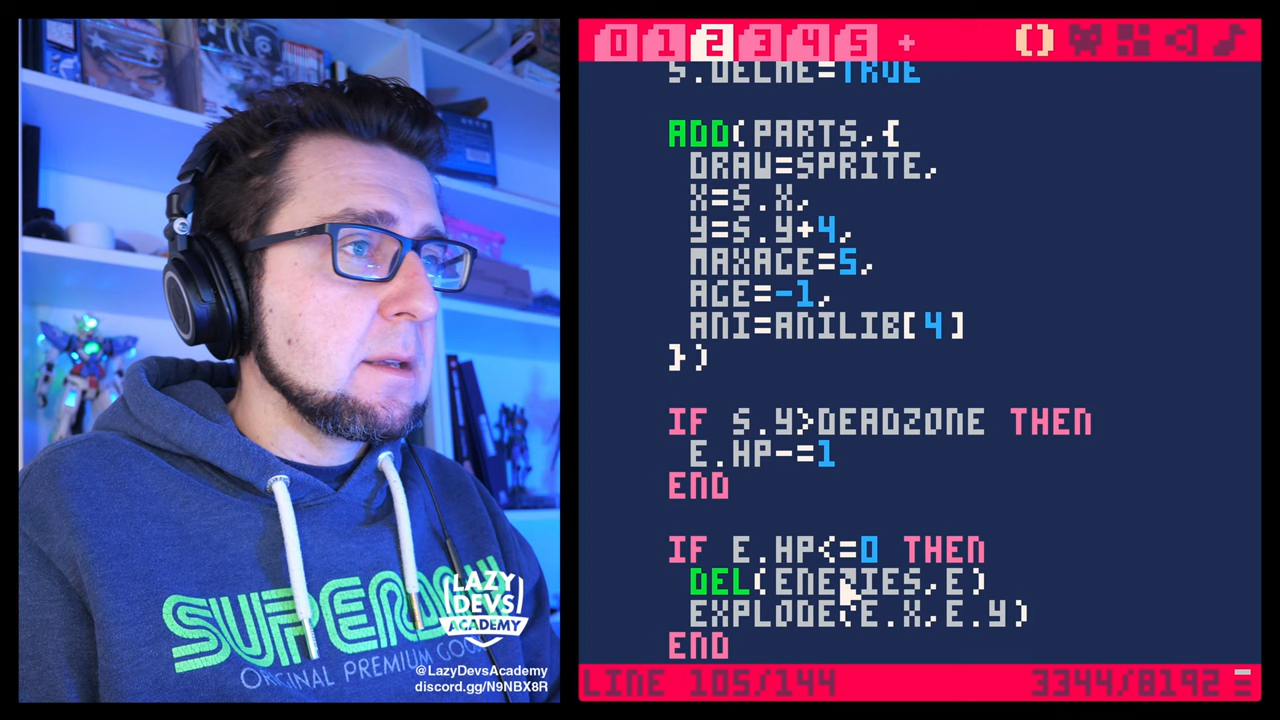 0 1 2 3 4 5 +
S.DELME=TRUE
ADD(PARTS,{
DRAW=SPRITE,
X=S.X,
Y=S.Y+4,
MAXAGE=5,
AGE=-1,
ANI=ANILIB[4]
})
IF S.Y>DEADZONE THEN
E.HP-=1
END
IF E.HP<=0 THEN
DEL(ENEMIES,E)
EXPLODE(E.X,E.Y)
END
LINE 105/144
3344/8192
ORIGINAL PREMIUM
LAZY
DEVS
ACADEMY
@LazyDevsAcademy
discord.gg/N9NBX8R